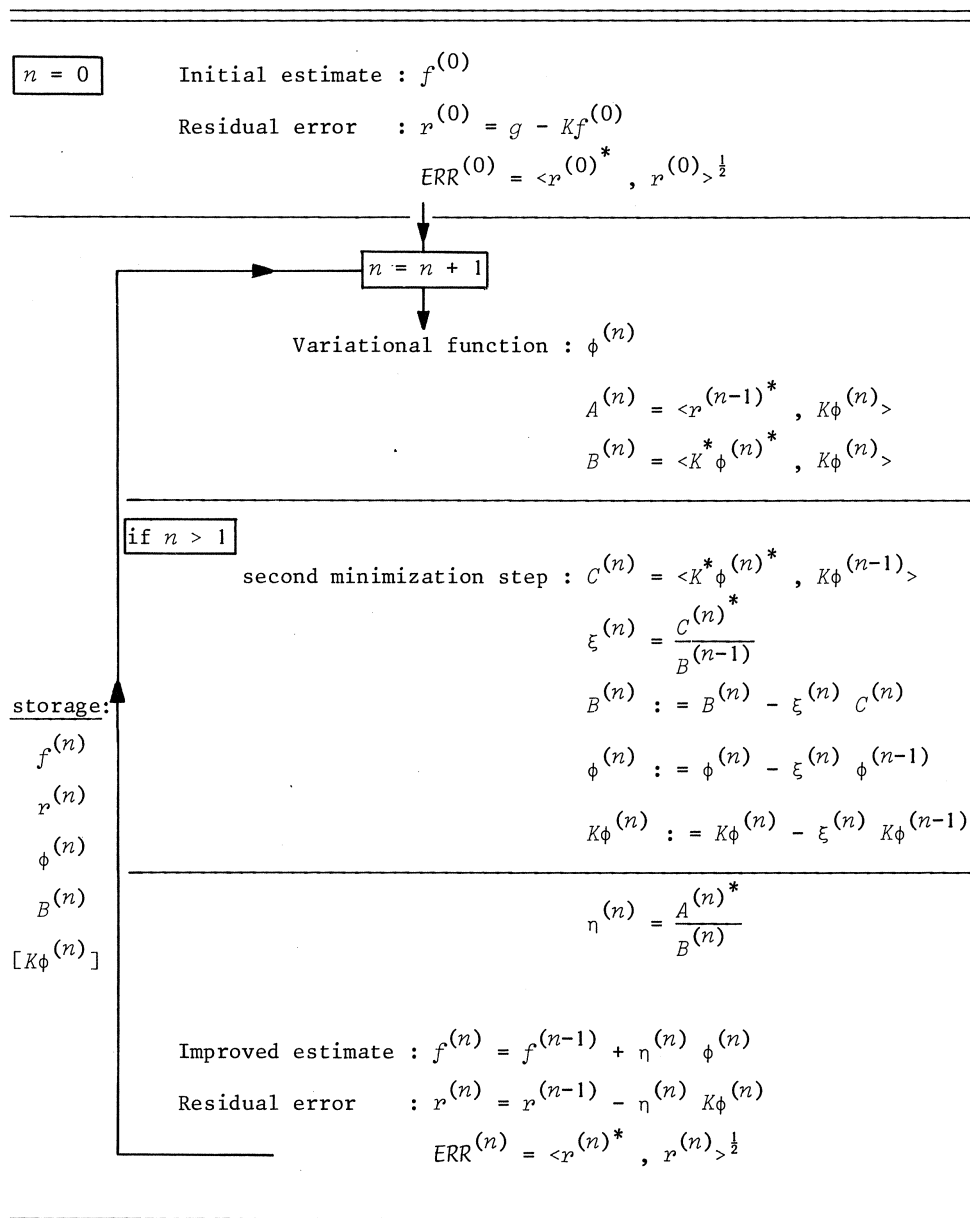 n = 0
Initial estimate : f^(0)
Residual error : r^(0) = g - Kf^(0)
ERR^(0) = <r^(0)* , r^(0)>^½
n = n + 1
Variational function : φ^(n)
A^(n) = <r^(n-1)* , Kφ^(n)>
B^(n) = <K*φ^(n)* , Kφ^(n)>
if n > 1
second minimization step : C^(n) = <K*φ^(n)* , Kφ^(n-1)>
ξ^(n) = C^(n)* / B^(n-1)
B^(n) : = B^(n) - ξ^(n) C^(n)
φ^(n) : = φ^(n) - ξ^(n) φ^(n-1)
Kφ^(n) : = Kφ^(n) - ξ^(n) Kφ^(n-1)
storage:
f^(n)
r^(n)
φ^(n)
B^(n)
[Kφ^(n)]
η^(n) = A^(n)* / B^(n)
Improved estimate : f^(n) = f^(n-1) + η^(n) φ^(n)
Residual error : r^(n) = r^(n-1) - η^(n) Kφ^(n)
ERR^(n) = <r^(n)* , r^(n)>^½